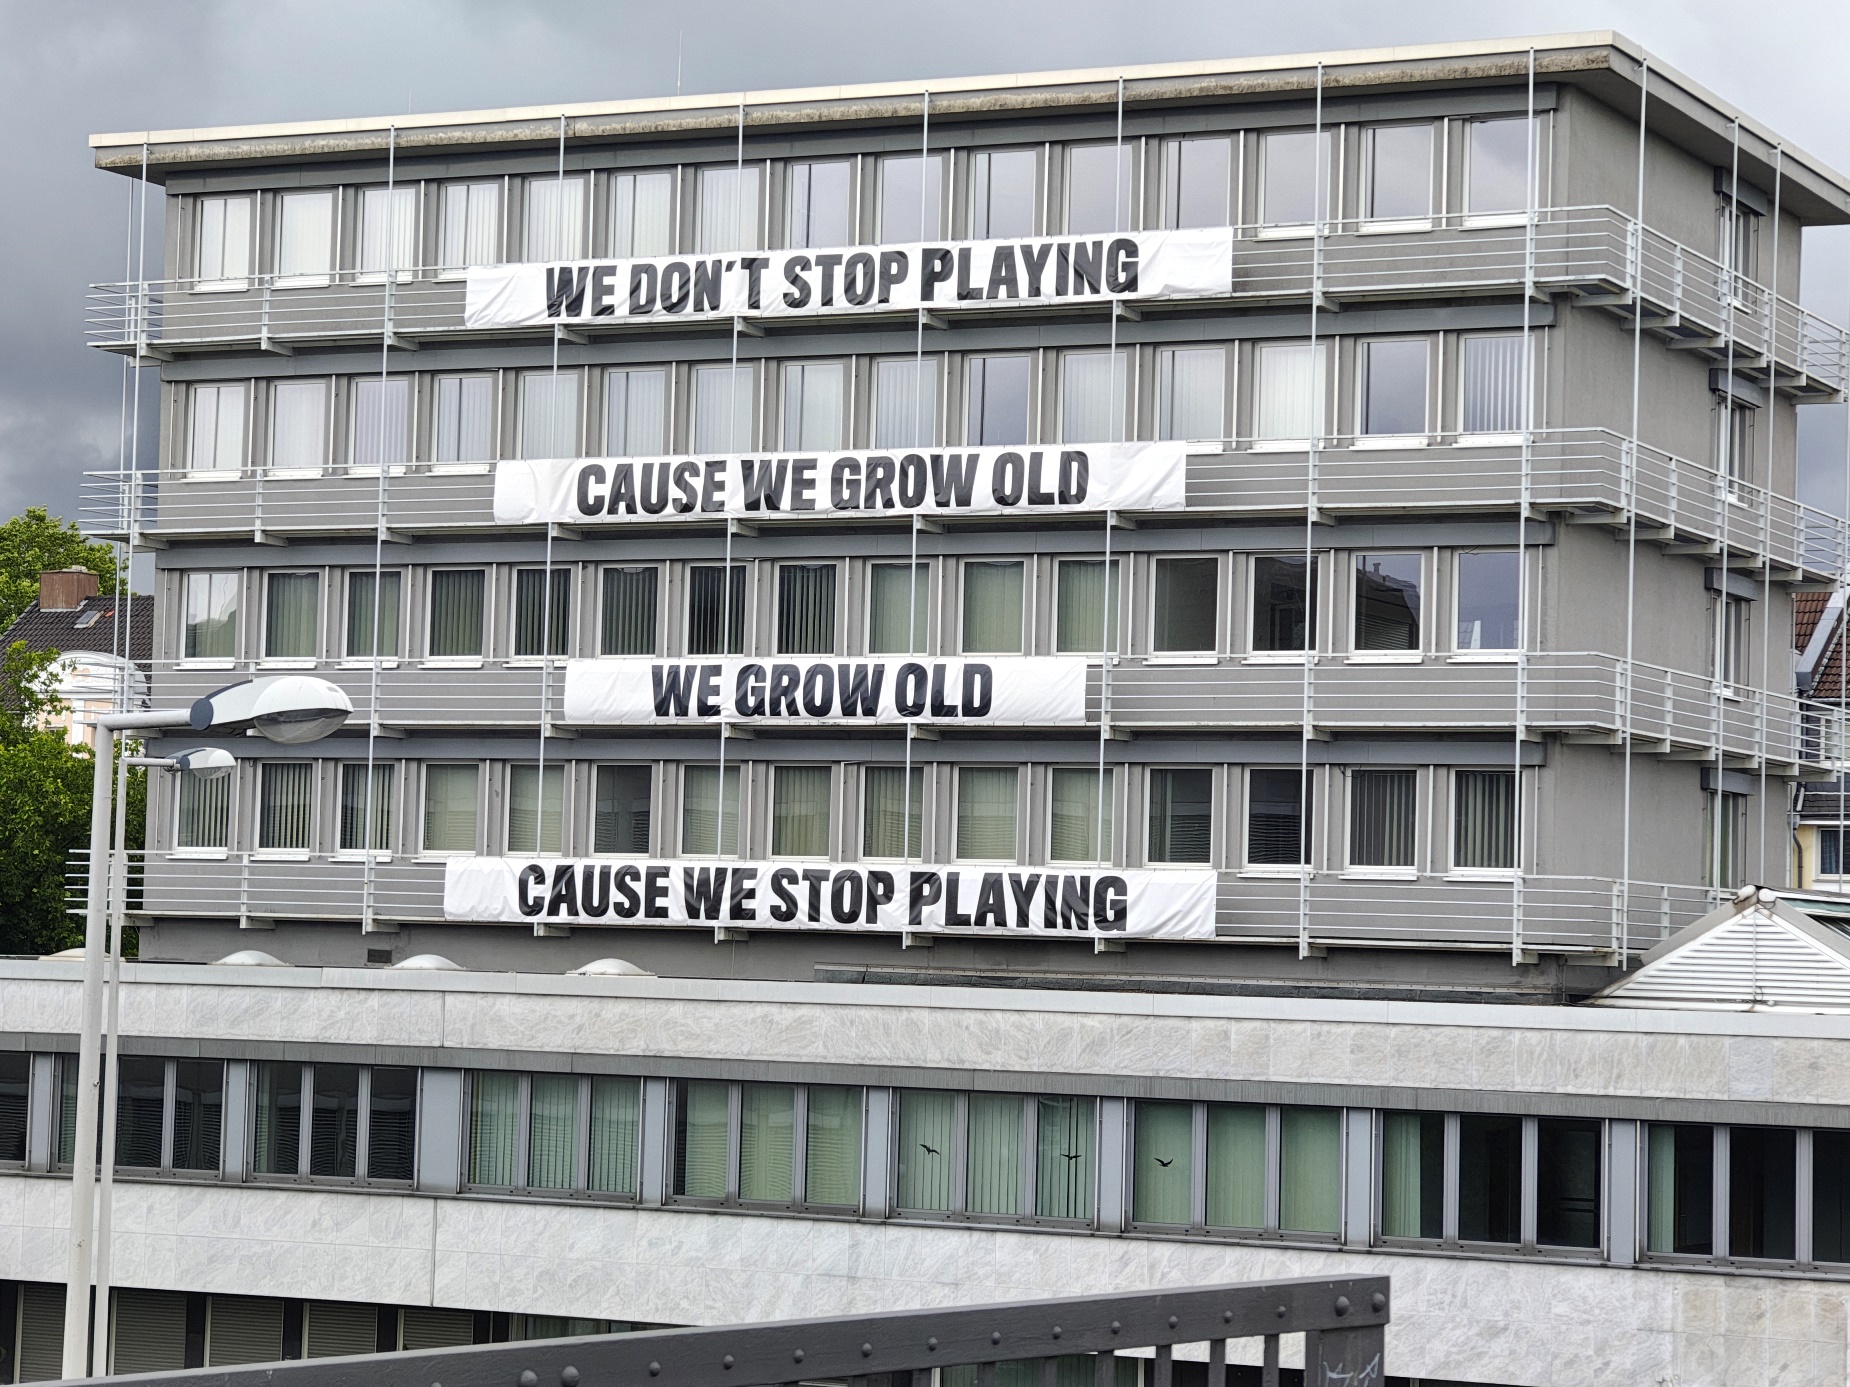 WE DON'T STOP PLAYING
CAUSE WE GROW OLD
WE GROW OLD
CAUSE WE STOP PLAYING